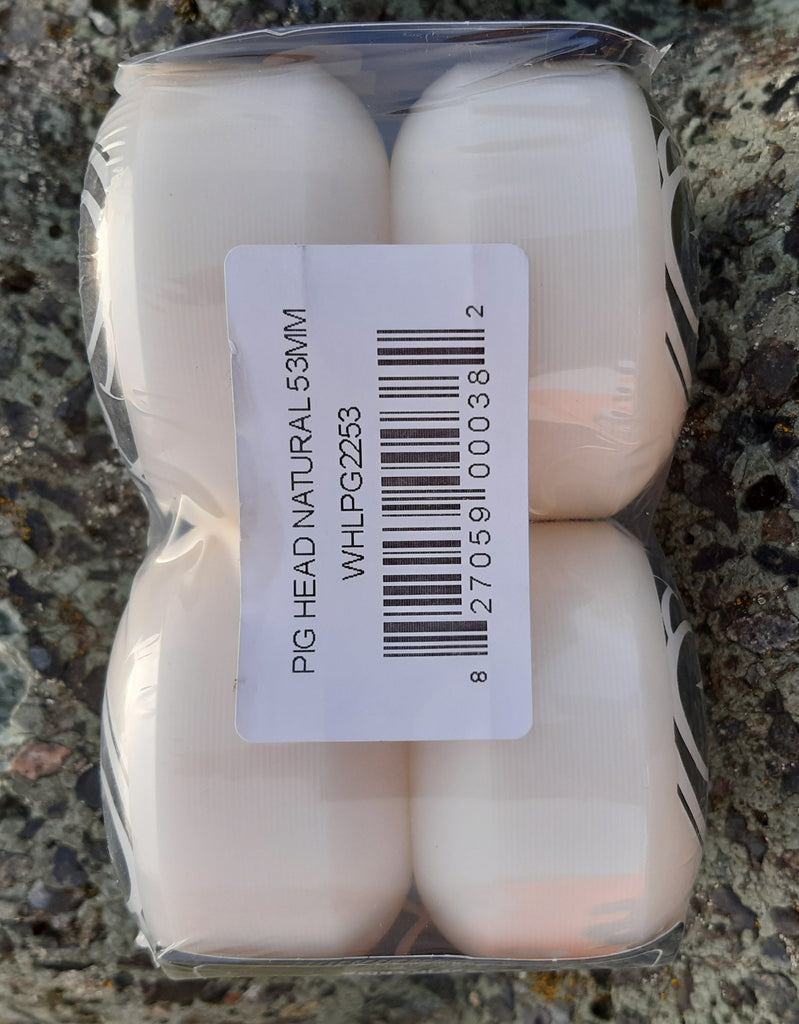 PIG HEAD NATURAL 53MM
WHLPG2253
8 27059 00038 2